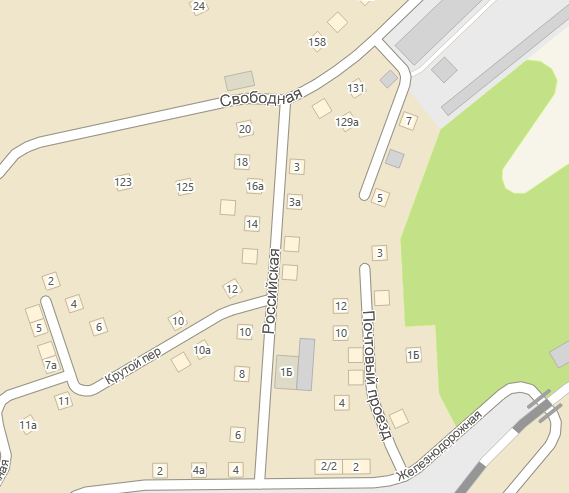 24
158
131
Свободная
129а
7
20
18
3
123
125
16а
5
3а
14
3
2
12
4
Российская
12
5
6
10
10
10
10а
Почтовый проезд
1Б
7а
Крутой пер
8
1Б
11
4
11а
6
Железнодорожная
2
4а
4
2/2
2
ная